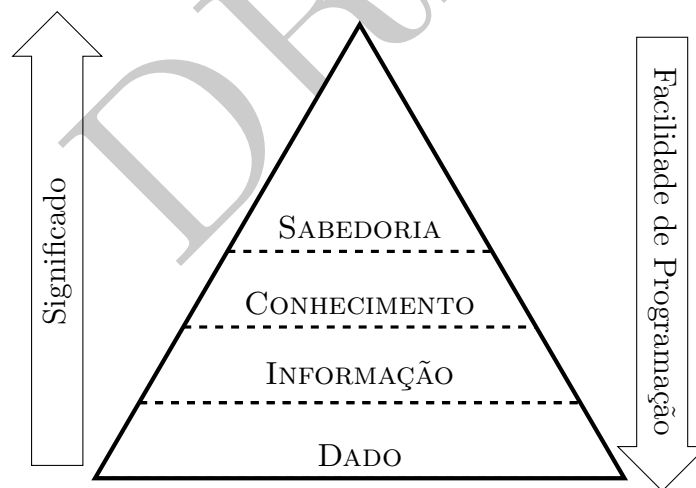 Significado
Facilidade de Programação
SABEDORIA
CONHECIMENTO
INFORMAÇÃO
DADO